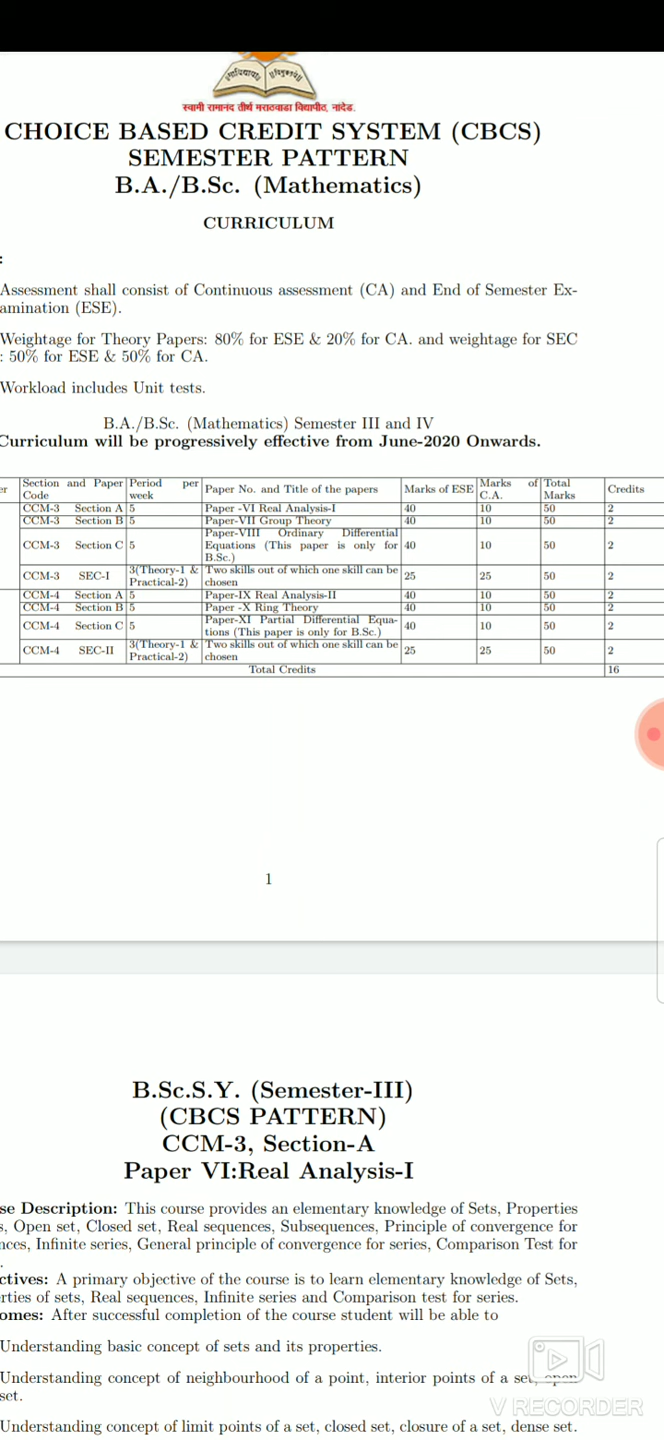 स्वामी रामानंद तीर्थ मराठवाडा विद्यापीठ, नांदेड.
CHOICE BASED CREDIT SYSTEM (CBCS)
SEMESTER PATTERN
B.A./B.Sc. (Mathematics)
CURRICULUM
:
Assessment shall consist of Continuous assessment (CA) and End of Semester Ex-
amination (ESE).
Weightage for Theory Papers: 80% for ESE & 20% for CA. and weightage for SEC
: 50% for ESE & 50% for CA.
Workload includes Unit tests.
B.A./B.Sc. (Mathematics) Semester III and IV
Curriculum will be progressively effective from June-2020 Onwards.
er Section and Paper Code Period per week Paper No. and Title of the papers Marks of ESE Marks of C.A. Total Marks Credits
CCM-3 Section A 5 Paper -VI Real Analysis-I 40 10 50 2
CCM-3 Section B 5 Paper-VII Group Theory 40 10 50 2
CCM-3 Section C 5 Paper-VIII Ordinary Differential Equations (This paper is only for B.Sc.) 40 10 50 2
CCM-3 SEC-I 3(Theory-1 & Practical-2) Two skills out of which one skill can be chosen 25 25 50 2
CCM-4 Section A 5 Paper-IX Real Analysis-II 40 10 50 2
CCM-4 Section B 5 Paper -X Ring Theory 40 10 50 2
CCM-4 Section C 5 Paper-XI Partial Differential Equa-tions (This paper is only for B.Sc.) 40 10 50 2
CCM-4 SEC-II 3(Theory-1 & Practical-2) Two skills out of which one skill can be chosen 25 25 50 2
Total Credits 16
1
B.Sc.S.Y. (Semester-III)
(CBCS PATTERN)
CCM-3, Section-A
Paper VI:Real Analysis-I
se Description: This course provides an elementary knowledge of Sets, Properties
s, Open set, Closed set, Real sequences, Subsequences, Principle of convergence for
nces, Infinite series, General principle of convergence for series, Comparison Test for
.
ctives: A primary objective of the course is to learn elementary knowledge of Sets,
rties of sets, Real sequences, Infinite series and Comparison test for series.
omes: After successful completion of the course student will be able to
Understanding basic concept of sets and its properties.
Understanding concept of neighbourhood of a point, interior points of a set, open
set.
Understanding concept of limit points of a set, closed set, closure of a set, dense set.
V RECORDER